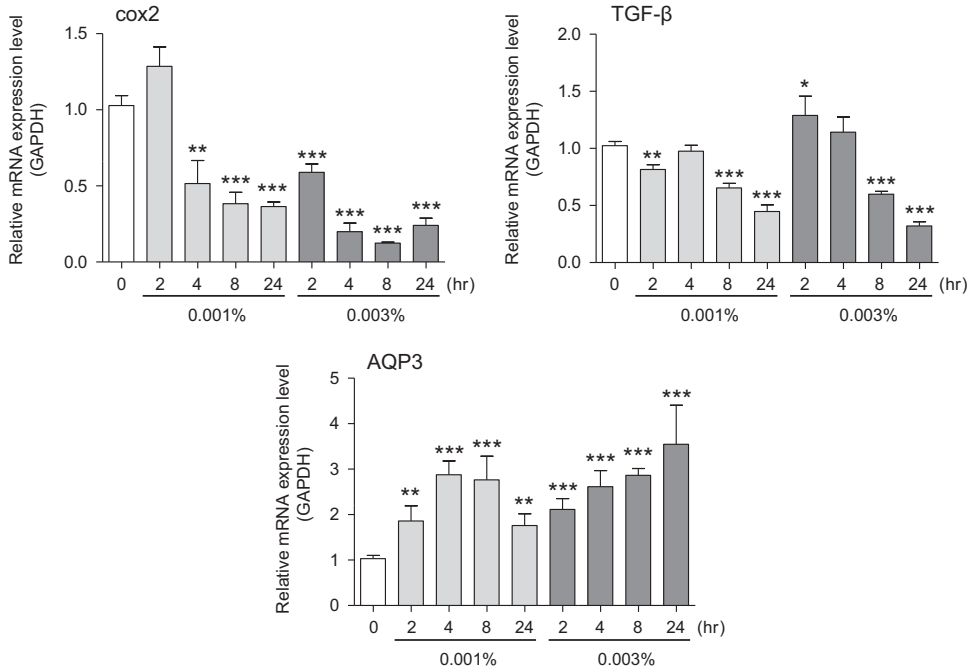 cox2
Relative mRNA expression level
(GAPDH)
1.5
1.0
0.5
0.0
** *** *** *** *** *** ***
0 2 4 8 24 2 4 8 24 (hr)
0.001% 0.003%
TGF-β
Relative mRNA expression level
(GAPDH)
2.0
1.5
1.0
0.5
0.0
** *** *** * *** ***
0 2 4 8 24 2 4 8 24 (hr)
0.001% 0.003%
AQP3
Relative mRNA expression level
(GAPDH)
5
4
3
2
1
0
** *** *** ** *** *** *** ***
0 2 4 8 24 2 4 8 24 (hr)
0.001% 0.003%